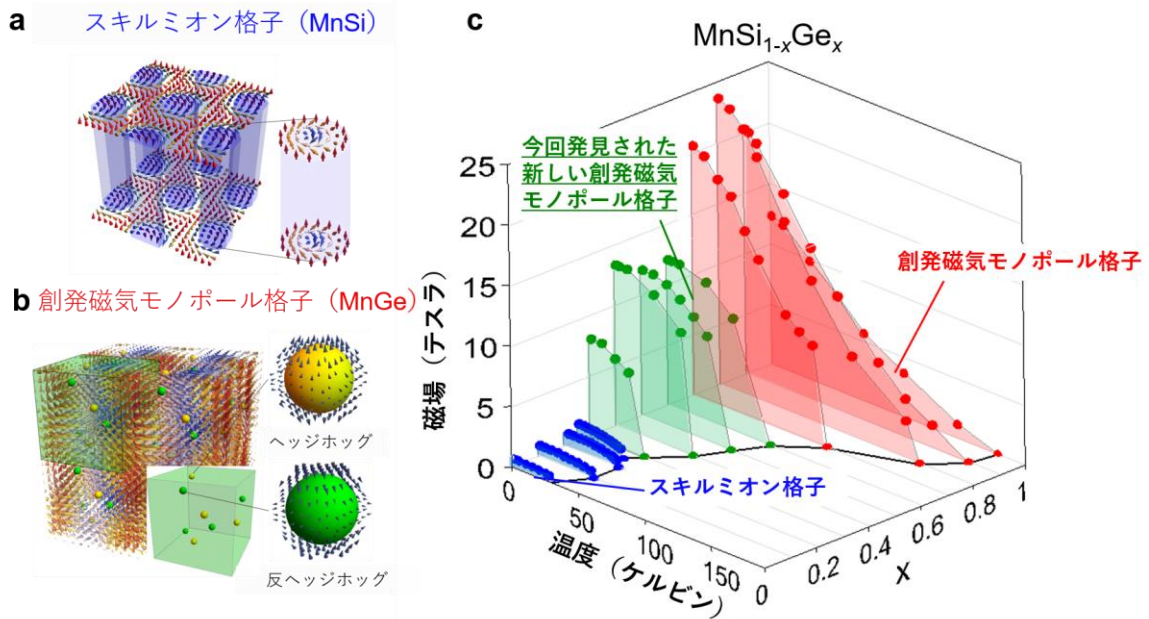 a スキルミオン格子（MnSi）
b 創発磁気モノポール格子（MnGe）
ヘッジホッグ
反ヘッジホッグ
c
MnSi1-xGex
今回発見された
新しい創発磁気
モノポール格子
創発磁気モノポール格子
スキルミオン格子
磁場（テスラ）
25
20
15
10
5
0
温度（ケルビン）
0
50
100
150
x
0
0.2
0.4
0.6
0.8
1